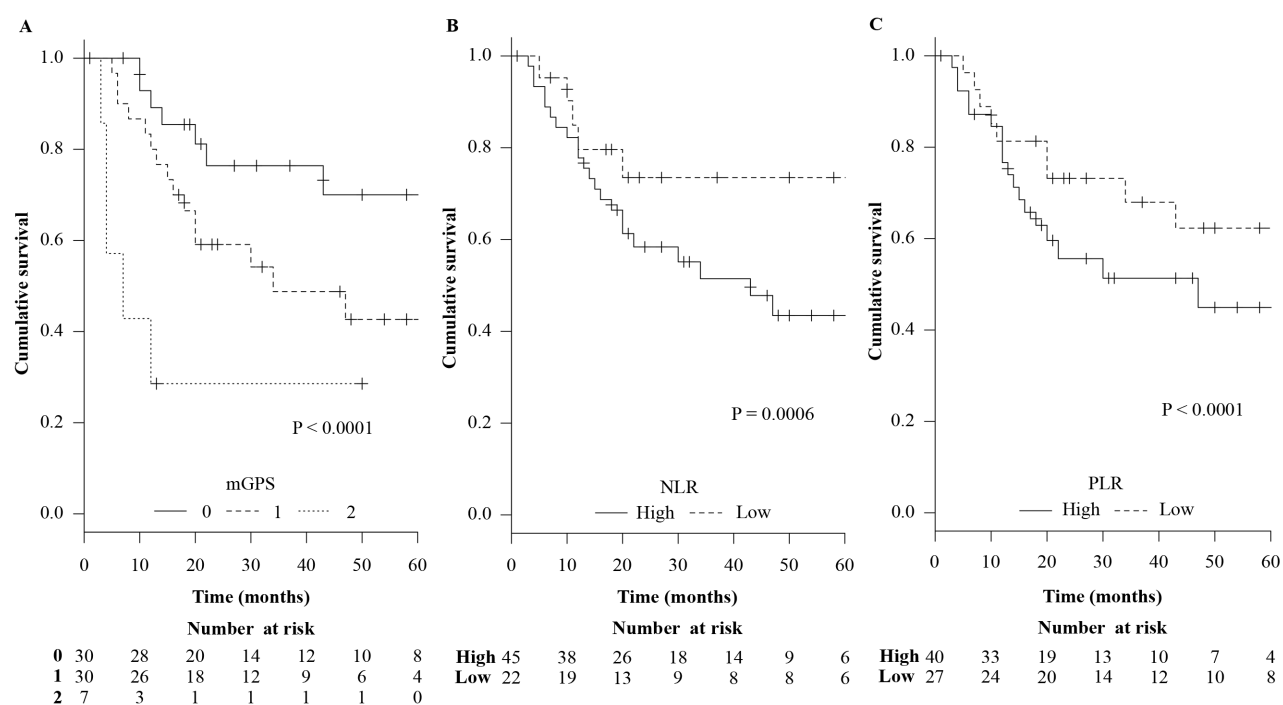 A
1.0
0.8
0.6
0.4
0.2
0.0
Cumulative survival
P < 0.0001
mGPS
0 1 2
0 10 20 30 40 50 60
Time (months)
Number at risk
0 30 28 20 14 12 10 8
1 30 26 18 12 9 6 4
2 7 3 1 1 1 1 0
B
1.0
0.8
0.6
0.4
0.2
0.0
Cumulative survival
P = 0.0006
NLR
High Low
0 10 20 30 40 50 60
Time (months)
Number at risk
High 45 38 26 18 14 9 6
Low 22 19 13 9 8 8 6
C
1.0
0.8
0.6
0.4
0.2
0.0
Cumulative survival
P < 0.0001
PLR
High Low
0 10 20 30 40 50 60
Time (months)
Number at risk
High 40 33 19 13 10 7 4
Low 27 24 20 14 12 10 8